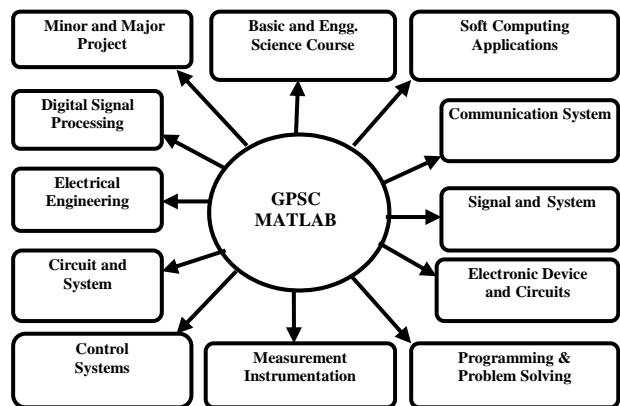 Minor and Major
Project
Basic and Engg.
Science Course
Soft Computing
Applications
Digital Signal
Processing
Communication System
Electrical
Engineering
GPSC
MATLAB
Signal and System
Circuit and
System
Electronic Device
and Circuits
Control
Systems
Measurement
Instrumentation
Programming &
Problem Solving